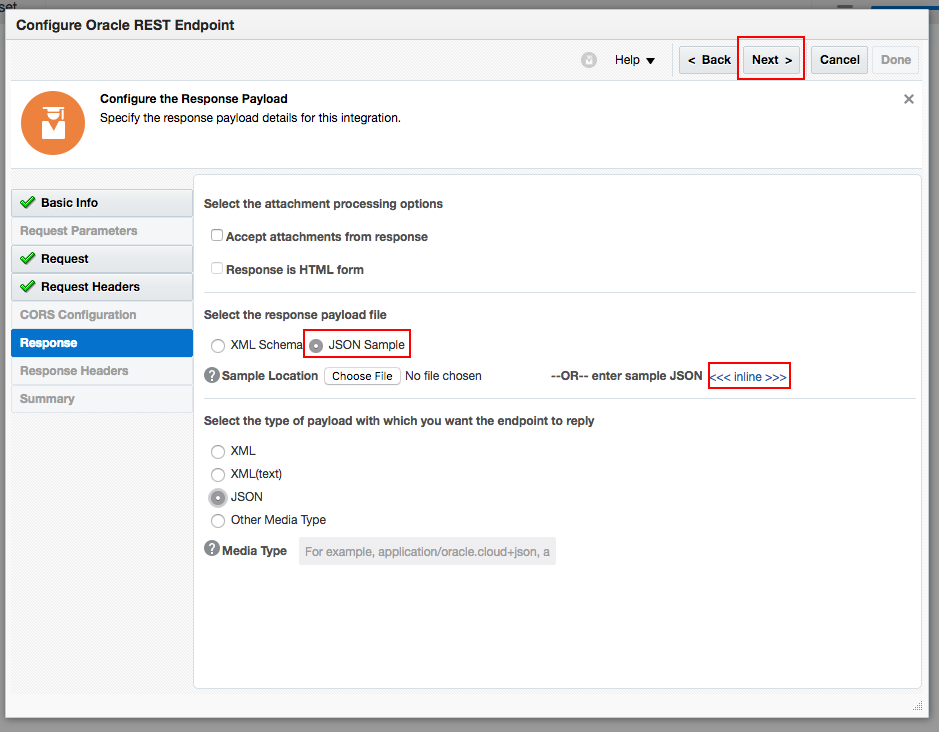 set
Configure Oracle REST Endpoint
Help
< Back
Next >
Cancel
Done
Configure the Response Payload
Specify the response payload details for this integration.
Basic Info
Request Parameters
Request
Request Headers
CORS Configuration
Response
Response Headers
Summary
Select the attachment processing options
Accept attachments from response
Response is HTML form
Select the response payload file
XML Schema JSON Sample
Sample Location Choose File No file chosen --OR-- enter sample JSON <<< inline >>>
Select the type of payload with which you want the endpoint to reply
XML
XML(text)
JSON
Other Media Type
Media Type For example, application/oracle.cloud+json, a